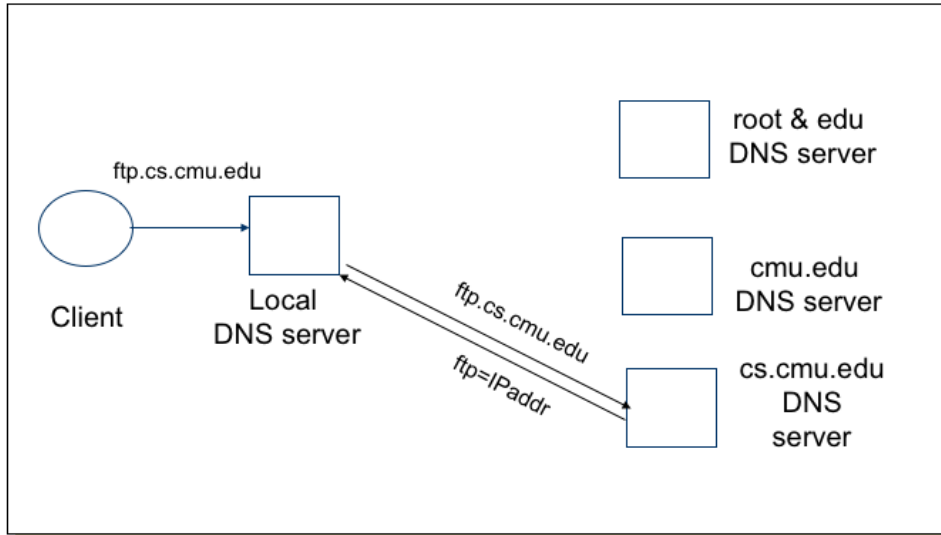 root & edu
DNS server
ftp.cs.cmu.edu
cmu.edu
DNS server
Client
Local
DNS server
ftp.cs.cmu.edu
ftp=IPaddr
cs.cmu.edu
DNS
server